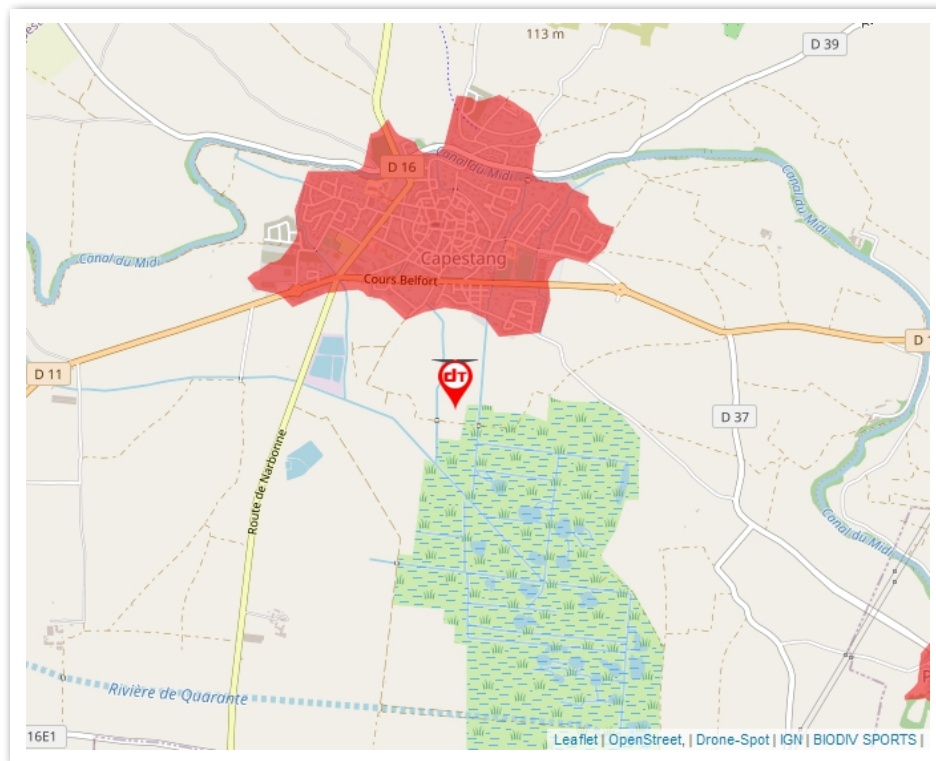 113 m
D 39
D 16
Canal du Midi
Canal du Midi
Capestang
Canal du Midi
Cours Belfort
D 11
D 37
Route de Narbonne
Canal du Midi
Rivière de Quarante
16E1
Leaflet | OpenStreet, | Drone-Spot | IGN | BIODIV SPORTS |